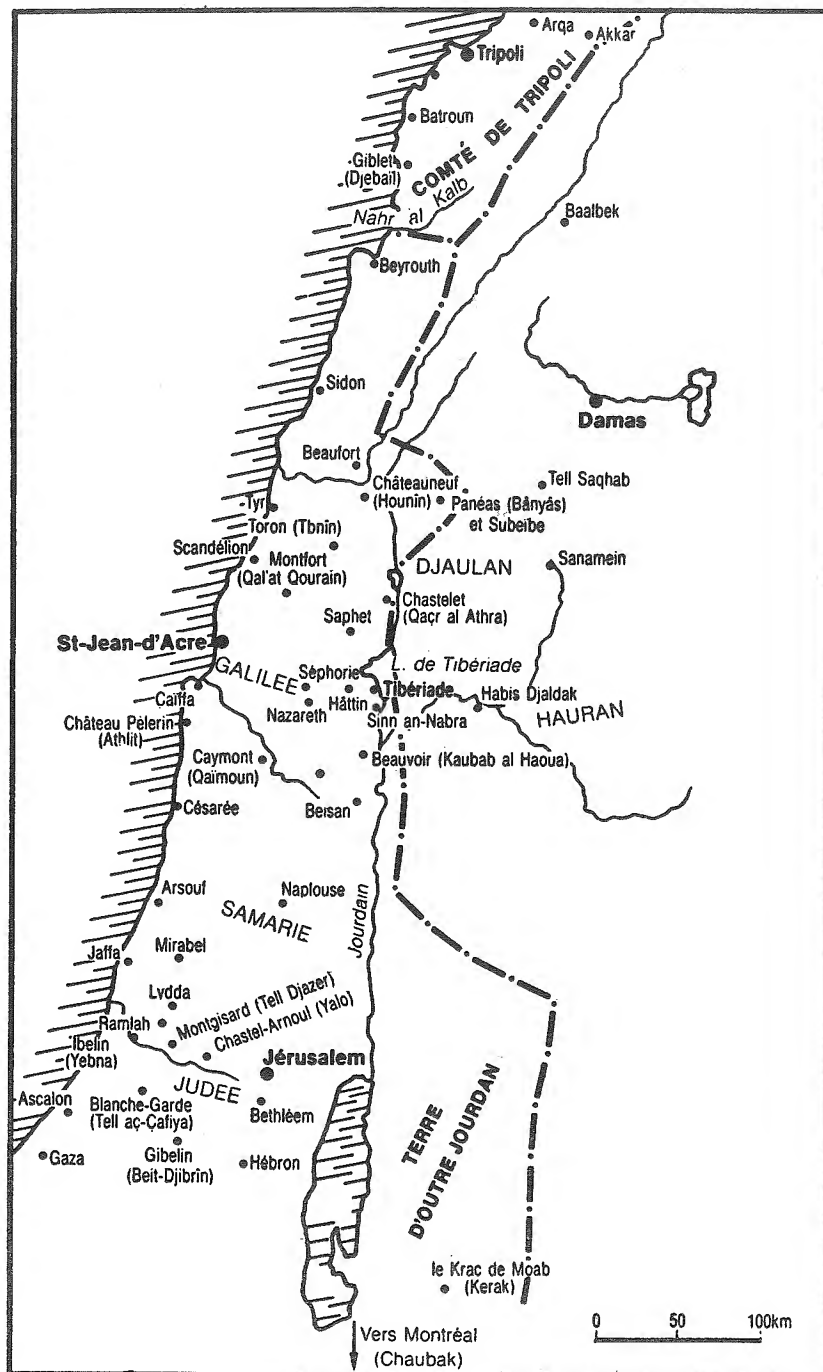 Arqa
Akkar
Tripoli
COMTÉ DE TRIPOLI
Batroun
Giblet
(Djebaïl)
Nahr al Kalb
Baalbek
Beyrouth
Sidon
Damas
Beaufort
Châteauneuf
(Hounîn)
Tell Saqhab
Panéas (Bânyâs)
et Subeïbe
Tyr
Toron (Tbnîn)
Scandélion
Montfort
(Qal'at Qourain)
DJAULAN
Sanamein
Chastelet
(Qaçr al Athra)
Saphet
St-Jean-d'Acre
GALILEE
L. de Tibériade
Séphorie
Tibériade
Habis Djaldak
Caïffa
Nazareth
Hâttin
Sinn an-Nabra
HAURAN
Château Pèlerin
(Athlit)
Caymont
(Qaïmoun)
Beauvoir (Kaubab al Haoua)
Césarée
Beisan
Arsouf
Naplouse
SAMARIE
Jourdain
Jaffa
Mirabel
Lydda
Montgisard (Tell Djazer)
Chastel-Arnoul (Yalo)
Ramlah
Ibelin
(Yebna)
Jérusalem
JUDEE
Ascalon
Blanche-Garde
(Tell aç-Çafiya)
Bethlèem
Gaza
Gibelin
(Beit-Djibrîn)
Hébron
TERRE
D'OUTRE JOURDAN
le Krac de Moab
(Kerak)
0 50 100km
Vers Montréal
(Chaubak)